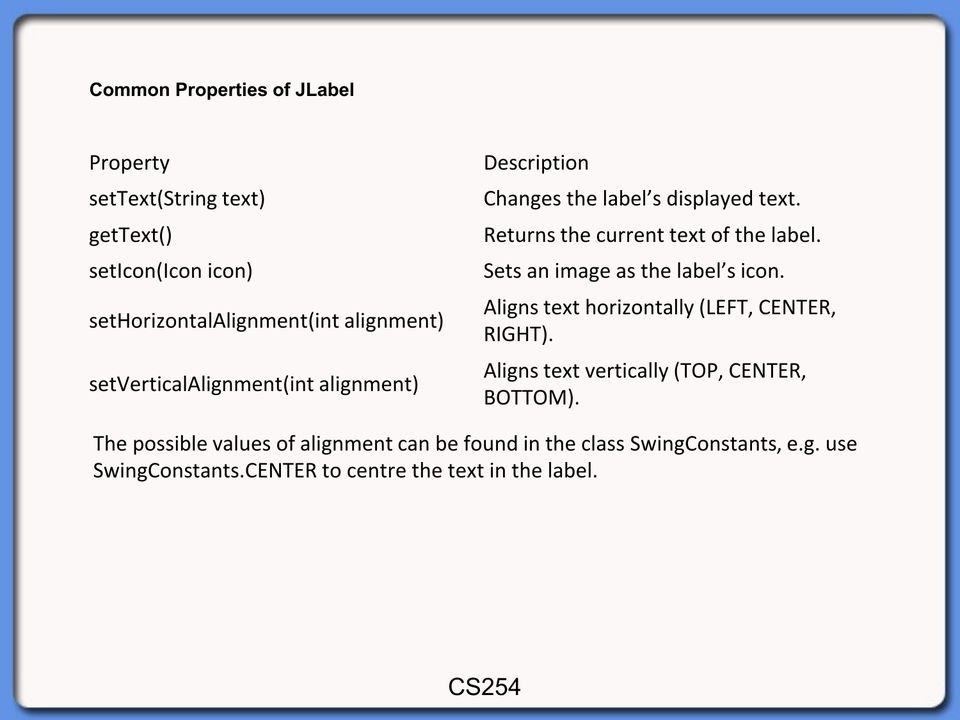 Common Properties of JLabel
Property Description
setText(String text) Changes the label’s displayed text.
getText() Returns the current text of the label.
setIcon(Icon icon) Sets an image as the label’s icon.
setHorizontalAlignment(int alignment) Aligns text horizontally (LEFT, CENTER,
RIGHT).
setVerticalAlignment(int alignment) Aligns text vertically (TOP, CENTER,
BOTTOM).
The possible values of alignment can be found in the class SwingConstants, e.g. use
SwingConstants.CENTER to centre the text in the label.
CS254